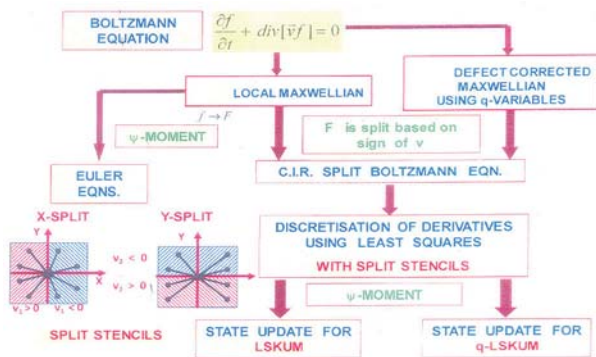 BOLTZMANN
EQUATION
∂f/∂t + div[v⃗f] = 0
LOCAL MAXWELLIAN
DEFECT CORRECTED
MAXWELLIAN
USING q-VARIABLES
f → F
ψ-MOMENT
F is split based on
sign of v
EULER
EQNS.
C.I.R. SPLIT BOLTZMANN EQN.
X-SPLIT
Y-SPLIT
Y
Y
X
X
v₂ < 0
v₂ > 0
v₁ > 0
v₁ < 0
DISCRETISATION OF DERIVATIVES
USING LEAST SQUARES
WITH SPLIT STENCILS
ψ-MOMENT
SPLIT STENCILS
STATE UPDATE FOR
LSKUM
STATE UPDATE FOR
q-LSKUM